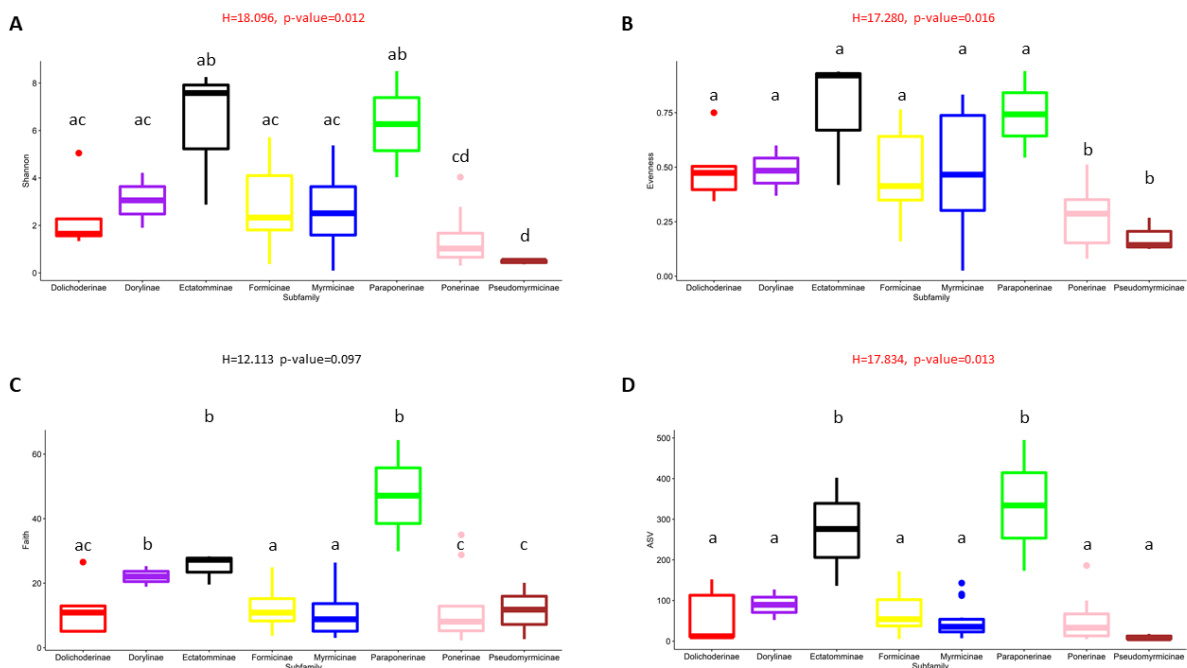 H=18.096, p-value=0.012
A
ac ac ab ac ac ab cd d
Shannon
8
6
4
2
0
Dolichoderinae Dorylinae Ectatomminae Formicinae Myrmicinae Paraponerinae Ponerinae Pseudomyrmicinae
Subfamily
H=17.280, p-value=0.016
B
a a a a a a b b
Evenness
0.75
0.50
0.25
0.00
Dolichoderinae Dorylinae Ectatomminae Formicinae Myrmicinae Paraponerinae Ponerinae Pseudomyrmicinae
Subfamily
H=12.113 p-value=0.097
C
ac b b a a b c c
Faith
60
40
20
0
Dolichoderinae Dorylinae Ectatomminae Formicinae Myrmicinae Paraponerinae Ponerinae Pseudomyrmicinae
Subfamily
H=17.834, p-value=0.013
D
a a b a a b a a
ASV
500
400
300
200
100
0
Dolichoderinae Dorylinae Ectatomminae Formicinae Myrmicinae Paraponerinae Ponerinae Pseudomyrmicinae
Subfamily